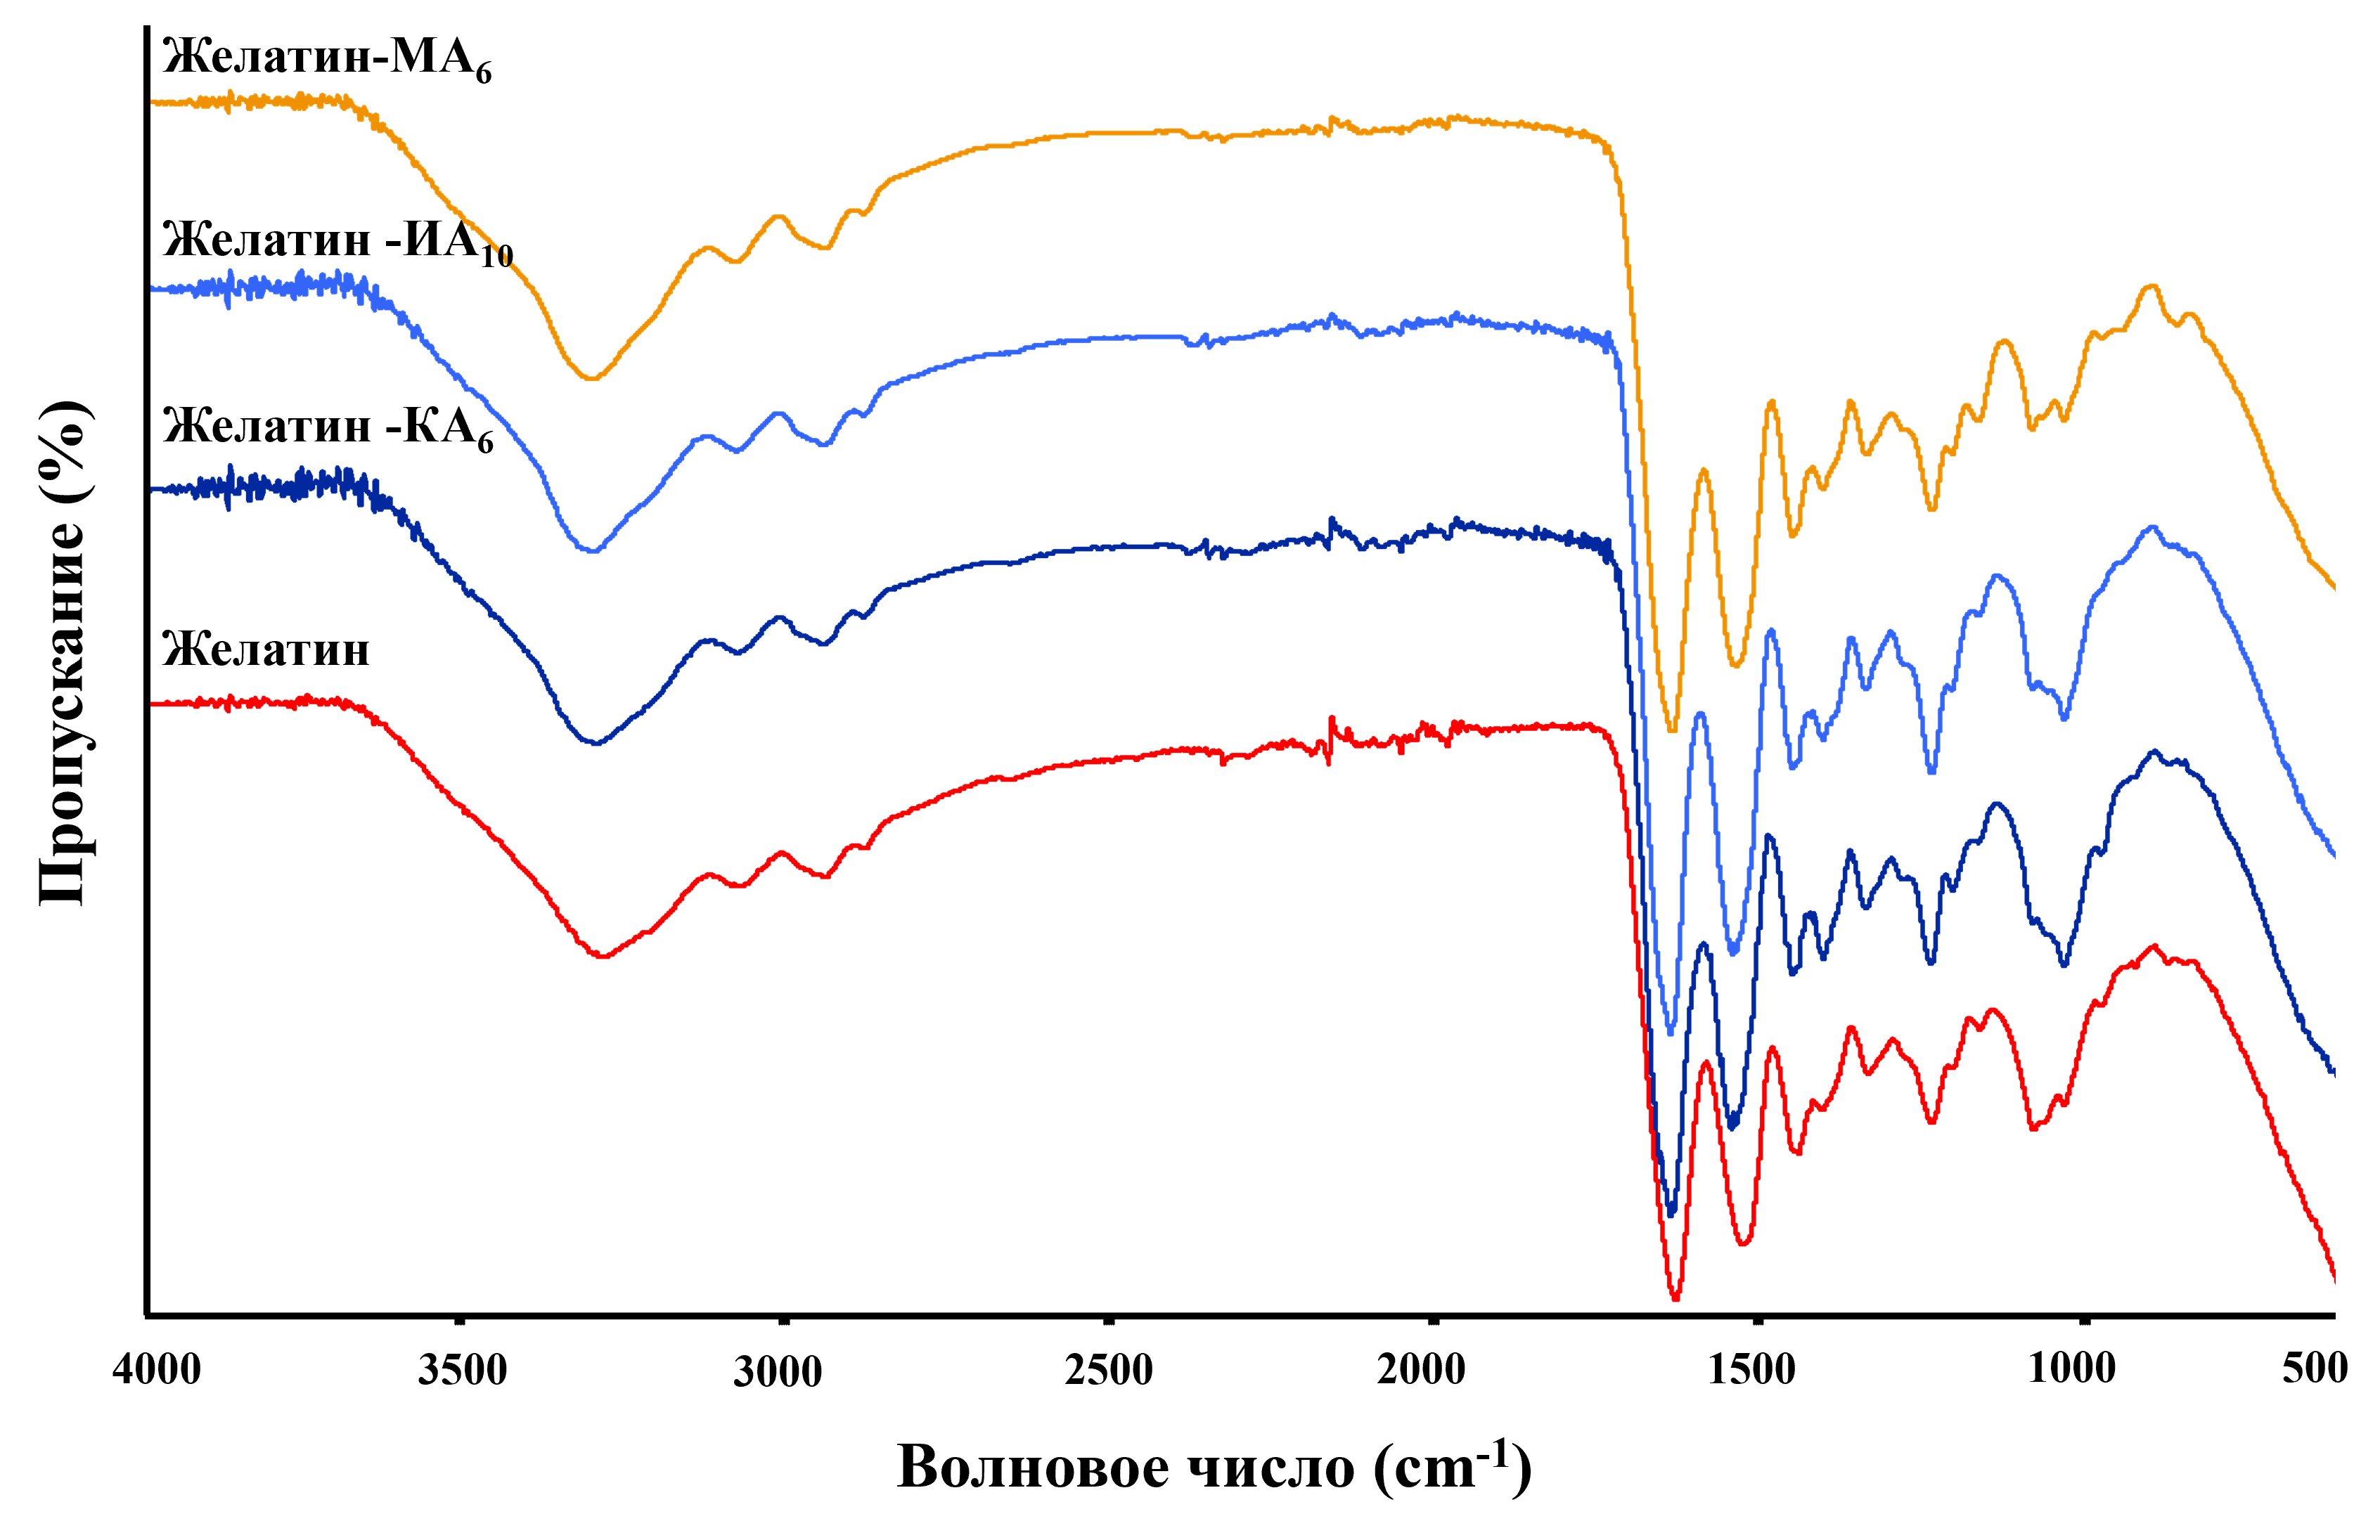 Желатин-МА6
Желатин -ИА10
Желатин -КА6
Желатин
Пропускание (%)
4000 3500 3000 2500 2000 1500 1000 500
Волновое число (cm-1)